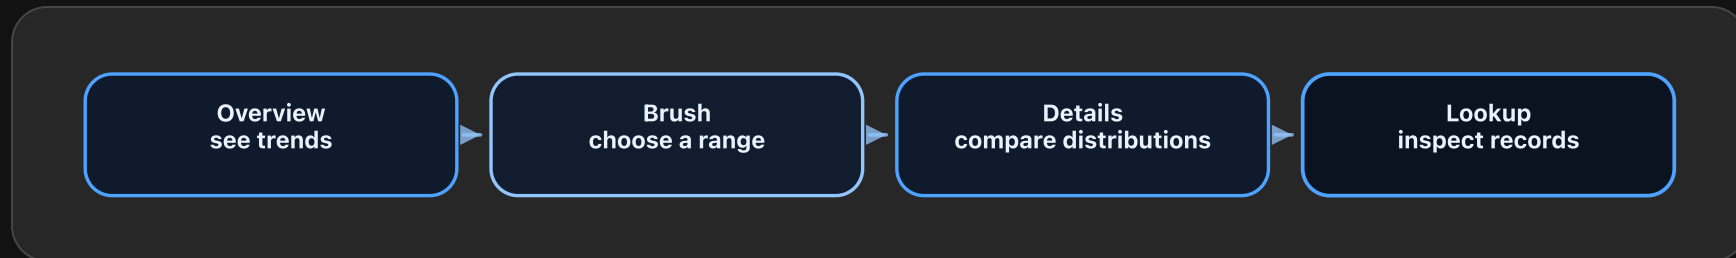 Overview
see trends
Brush
choose a range
Details
compare distributions
Lookup
inspect records